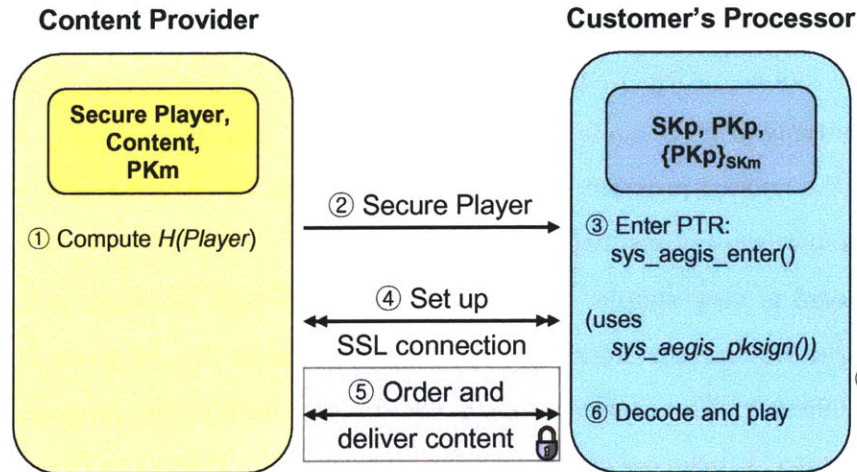 Content Provider
Customer's Processor
Secure Player,
Content,
PKm
① Compute H(Player)
② Secure Player
④ Set up
SSL connection
⑤ Order and
deliver content
SKp, PKp,
{PKp}SKm
③ Enter PTR:
sys_aegis_enter()
(uses
sys_aegis_pksign())
⑥ Decode and play